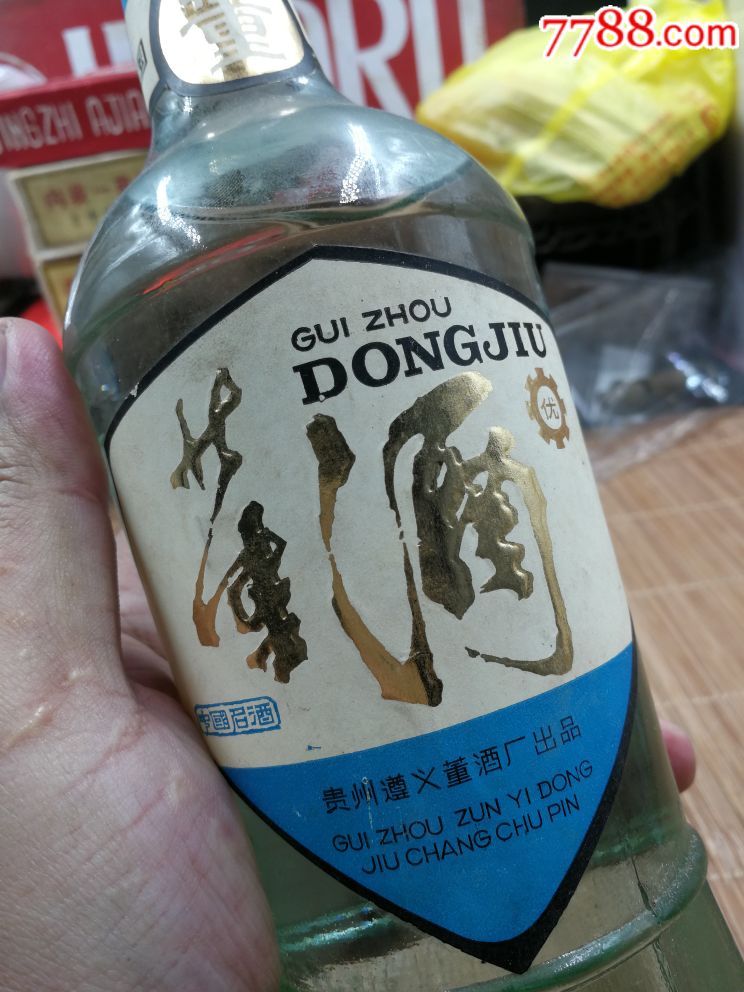 7788.com
GUI ZHOU
DONGJIU
董酒
优
中國名酒
贵州遵义董酒厂出品
GUI ZHOU ZUN YI DONG
JIU CHANG CHU PIN